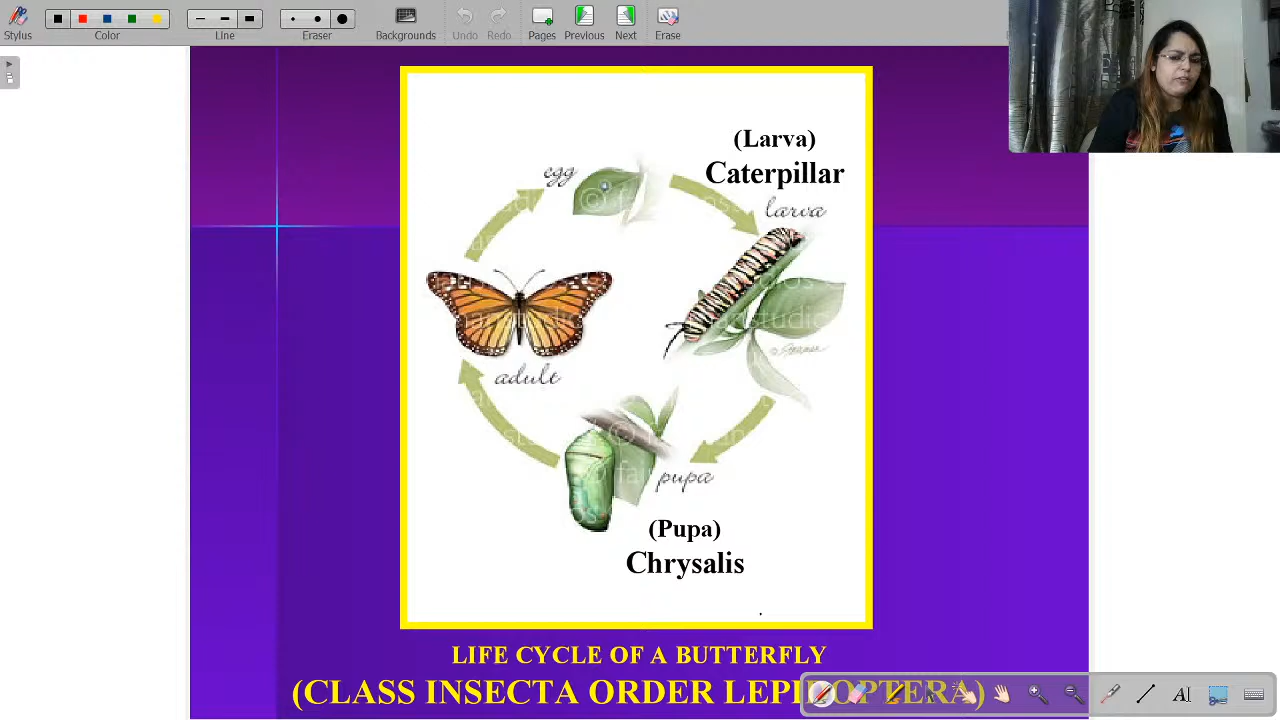 Stylus
Color
Line
Eraser
Backgrounds
Undo
Redo
Pages
Previous
Next
Erase
(Larva)
Caterpillar
egg
larva
adult
pupa
(Pupa)
Chrysalis
LIFE CYCLE OF A BUTTERFLY
(CLASS INSECTA ORDER LEPIDOPTERA)
A